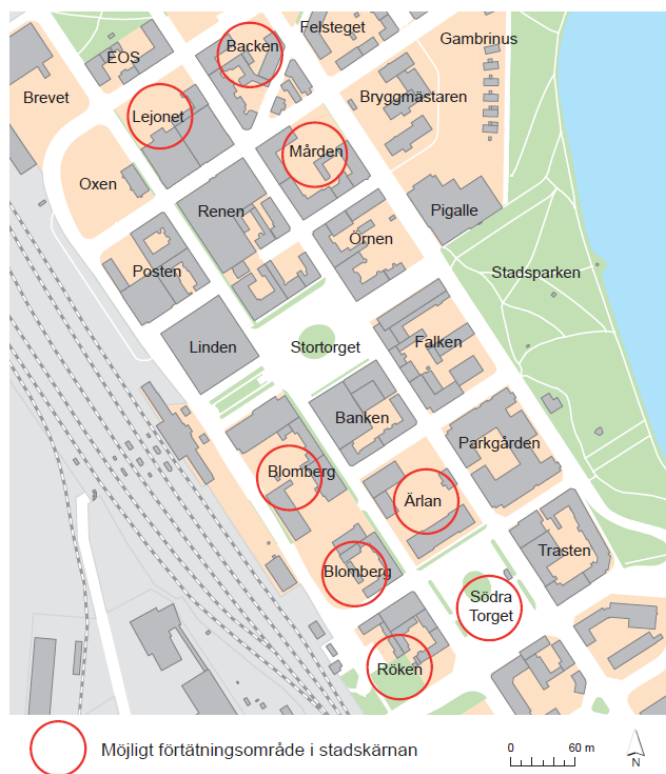 Felsteget
Backen
Gambrinus
EOS
Brevet
Bryggmästaren
Lejonet
Mården
Oxen
Renen
Pigalle
Örnen
Posten
Stadsparken
Linden
Stortorget
Falken
Banken
Parkgården
Blomberg
Ärlan
Trasten
Blomberg
Södra
Torget
Röken
Möjligt förtätningsområde i stadskärnan
0 60 m
N